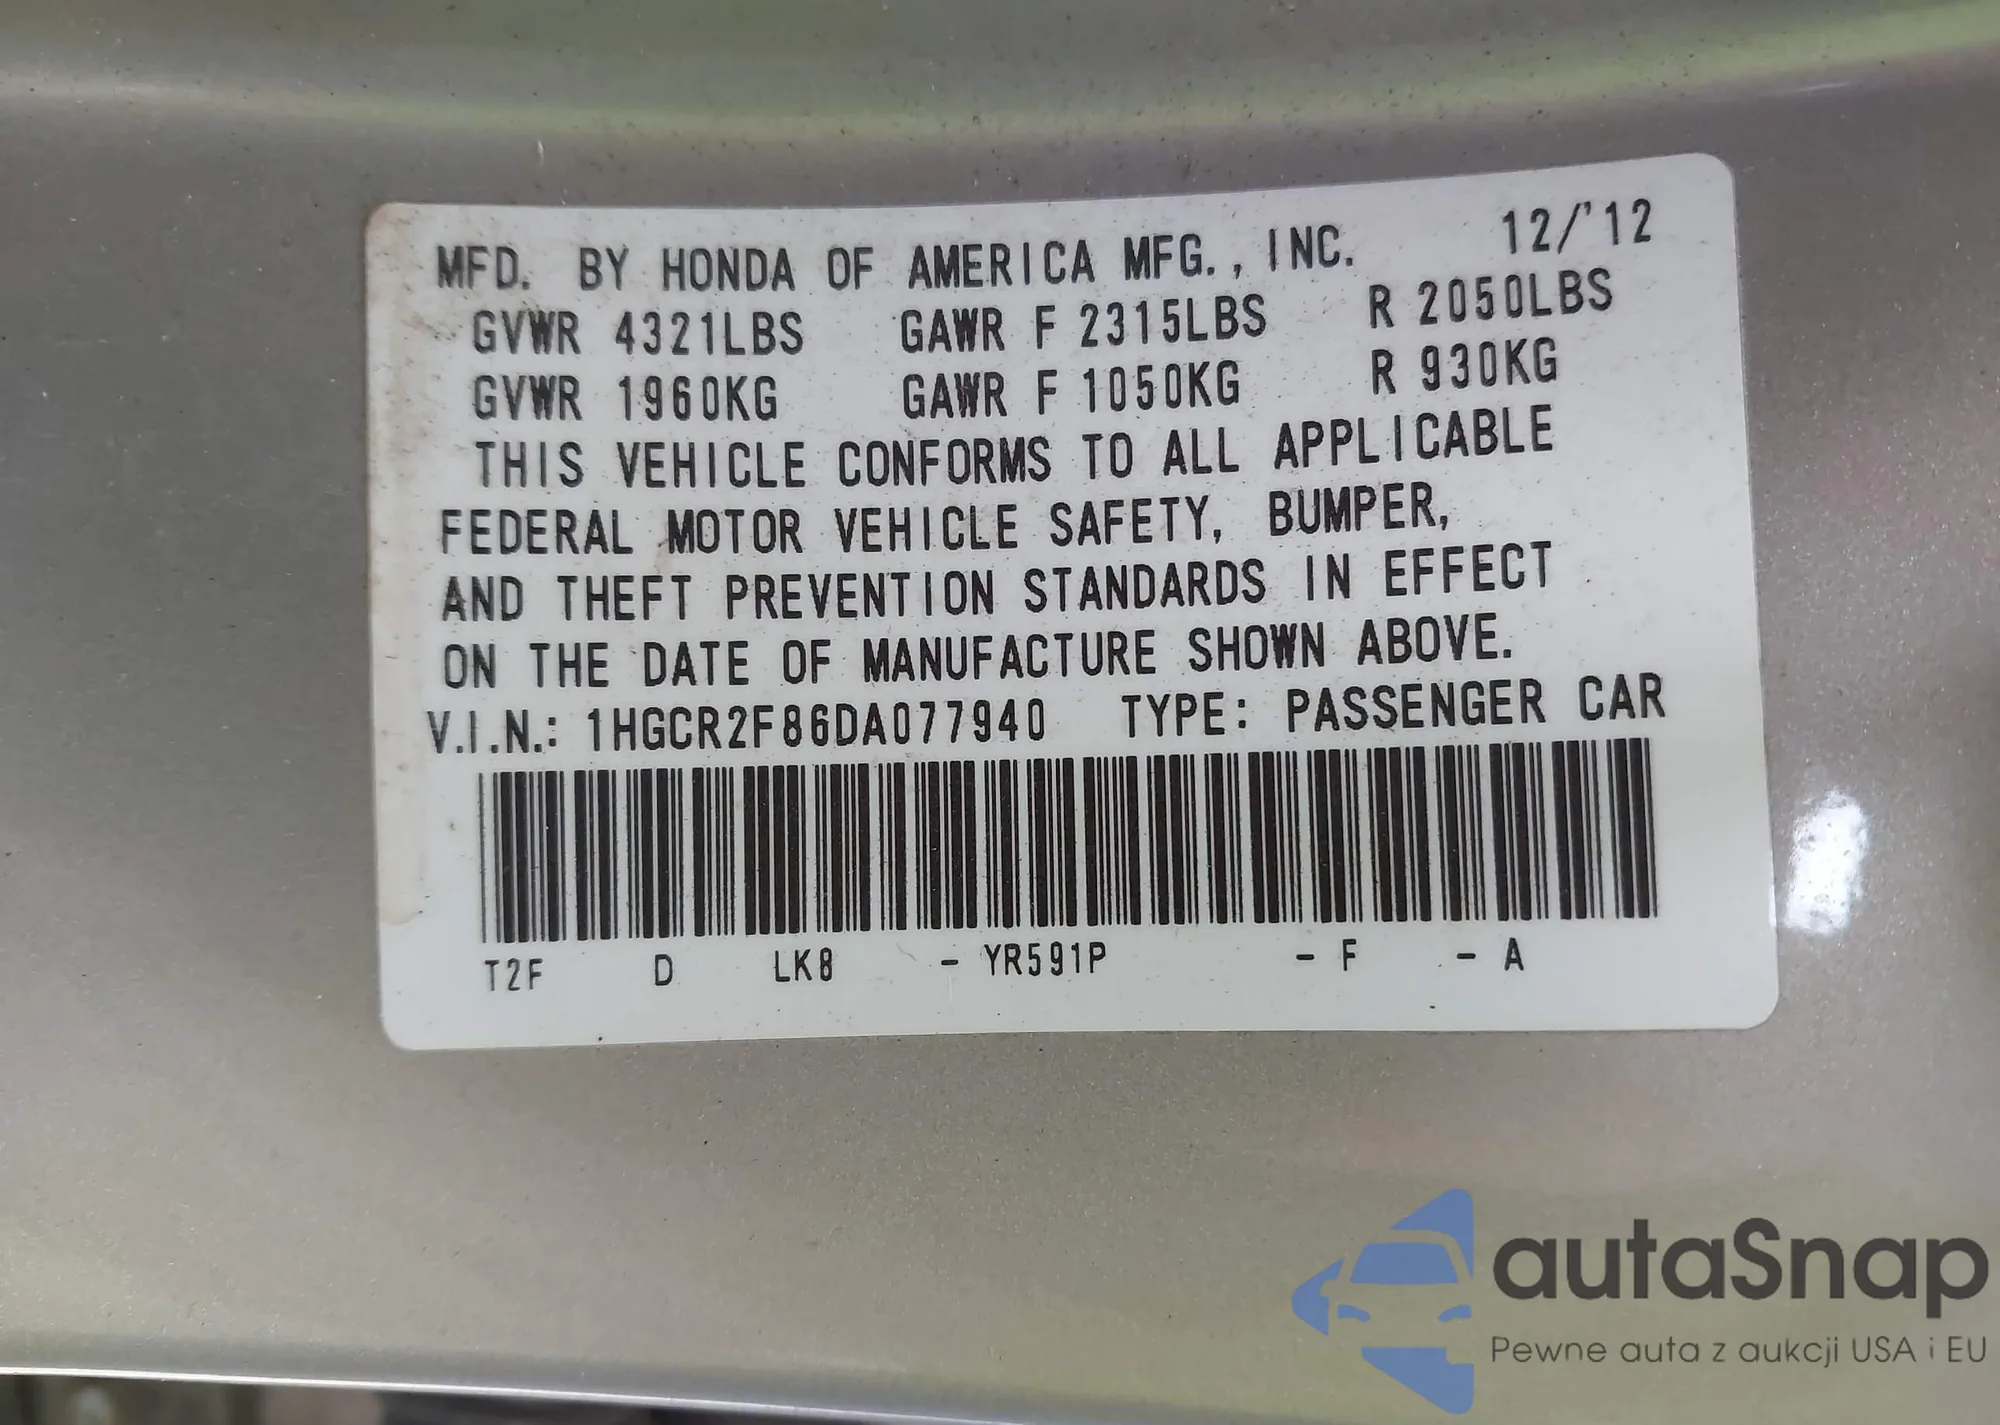 MFD. BY HONDA OF AMERICA MFG., INC. 12/'12
GVWR 4321LBS GAWR F 2315LBS R 2050LBS
GVWR 1960KG GAWR F 1050KG R 930KG
THIS VEHICLE CONFORMS TO ALL APPLICABLE
FEDERAL MOTOR VEHICLE SAFETY, BUMPER,
AND THEFT PREVENTION STANDARDS IN EFFECT
ON THE DATE OF MANUFACTURE SHOWN ABOVE.
V.I.N.: 1HGCR2F86DA077940 TYPE: PASSENGER CAR
T2F D LK8 - YR591P - F - A
autaSnap
Pewne auta z aukcji USA i EU